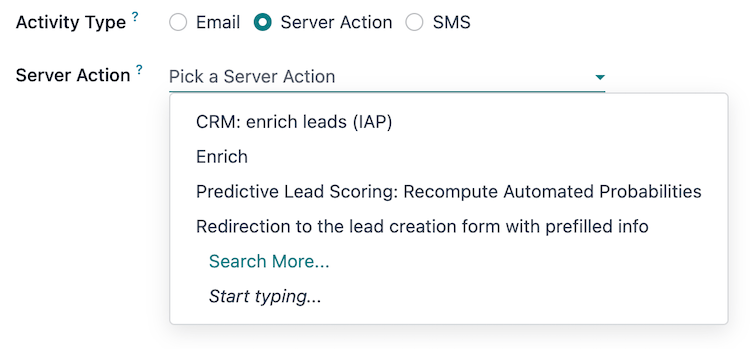 Activity Type ? Email Server Action SMS
Server Action ? Pick a Server Action
CRM: enrich leads (IAP)
Enrich
Predictive Lead Scoring: Recompute Automated Probabilities
Redirection to the lead creation form with prefilled info
Search More...
Start typing...